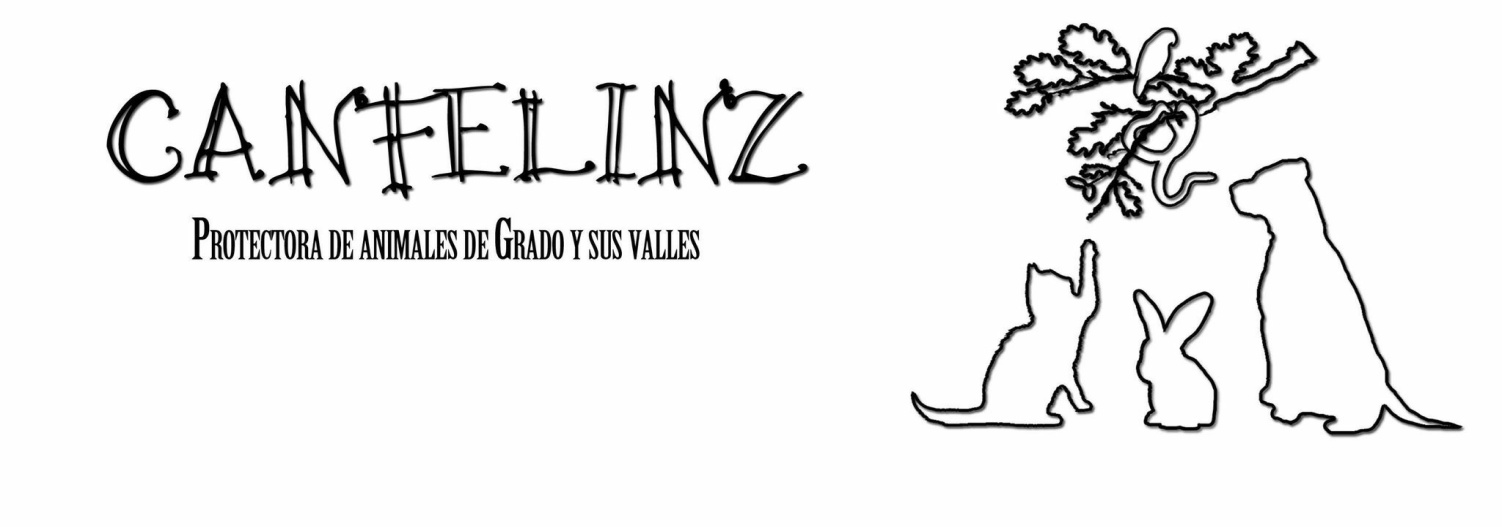 CANFELINZ
Protectora de animales de Grado y sus valles